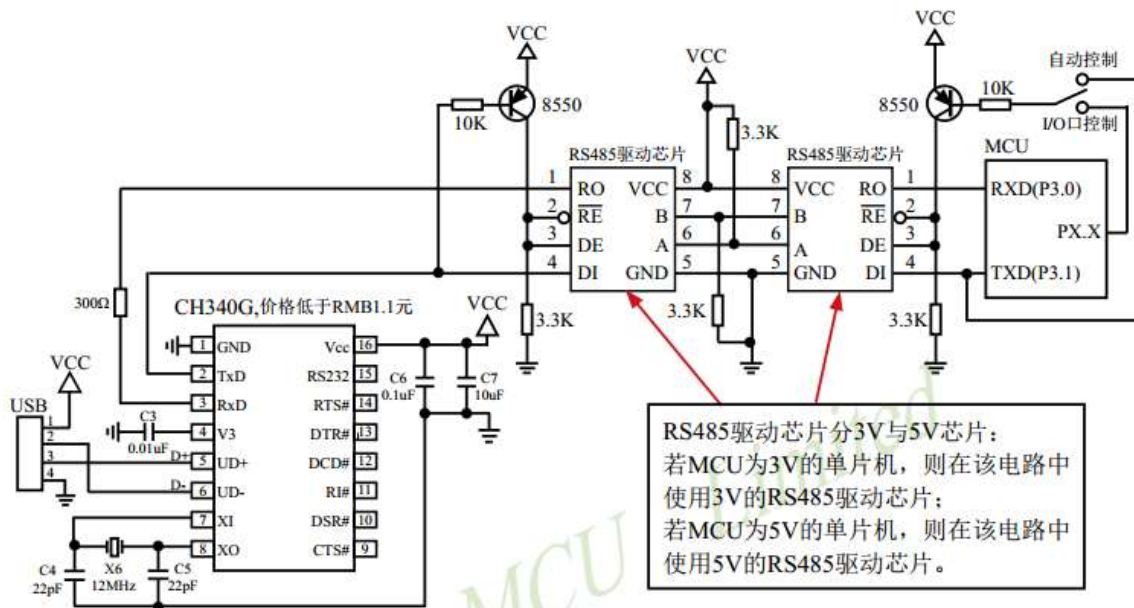 VCC
VCC
VCC
自动控制
8550
8550
10K
10K
I/O口控制
3.3K
MCU
RS485驱动芯片
RS485驱动芯片
1 RO VCC 8
8 VCC RO 1
RXD(P3.0)
2 RE B 7
7 B RE 2
PX.X
3 DE A 6
6 A DE 3
4 DI GND 5
5 GND DI 4
TXD(P3.1)
300Ω
CH340G,价格低于RMB1.1元
VCC
3.3K
3.3K
3.3K
1 GND Vcc 16
2 TxD RS232 15
3 RxD RTS# 14
4 V3 DTR# 13
5 UD+ DCD# 12
6 UD- RI# 11
7 XI DSR# 10
8 XO CTS# 9
C6
0.1uF
C7
10uF
VCC
USB
1
2
3
4
C3
0.01uF
D+
D-
C4
22pF
X6
12MHz
C5
22pF
RS485驱动芯片分3V与5V芯片：
若MCU为3V的单片机，则在该电路中
使用3V的RS485驱动芯片；
若MCU为5V的单片机，则在该电路中
使用5V的RS485驱动芯片。
MCU Limited